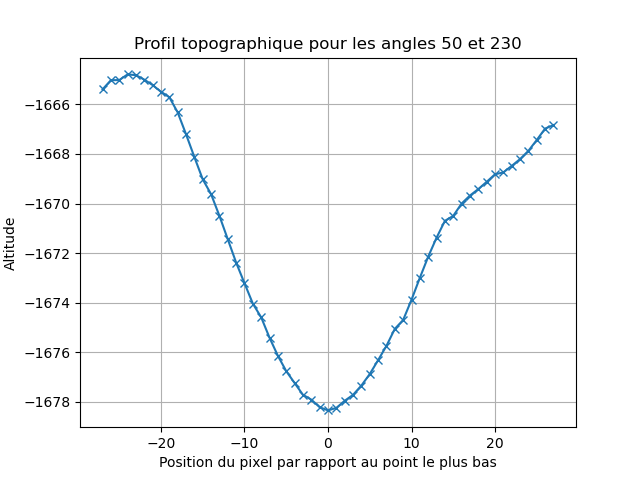 Profil topographique pour les angles 50 et 230
Altitude
−1666
−1668
−1670
−1672
−1674
−1676
−1678
−20 −10 0 10 20
Position du pixel par rapport au point le plus bas